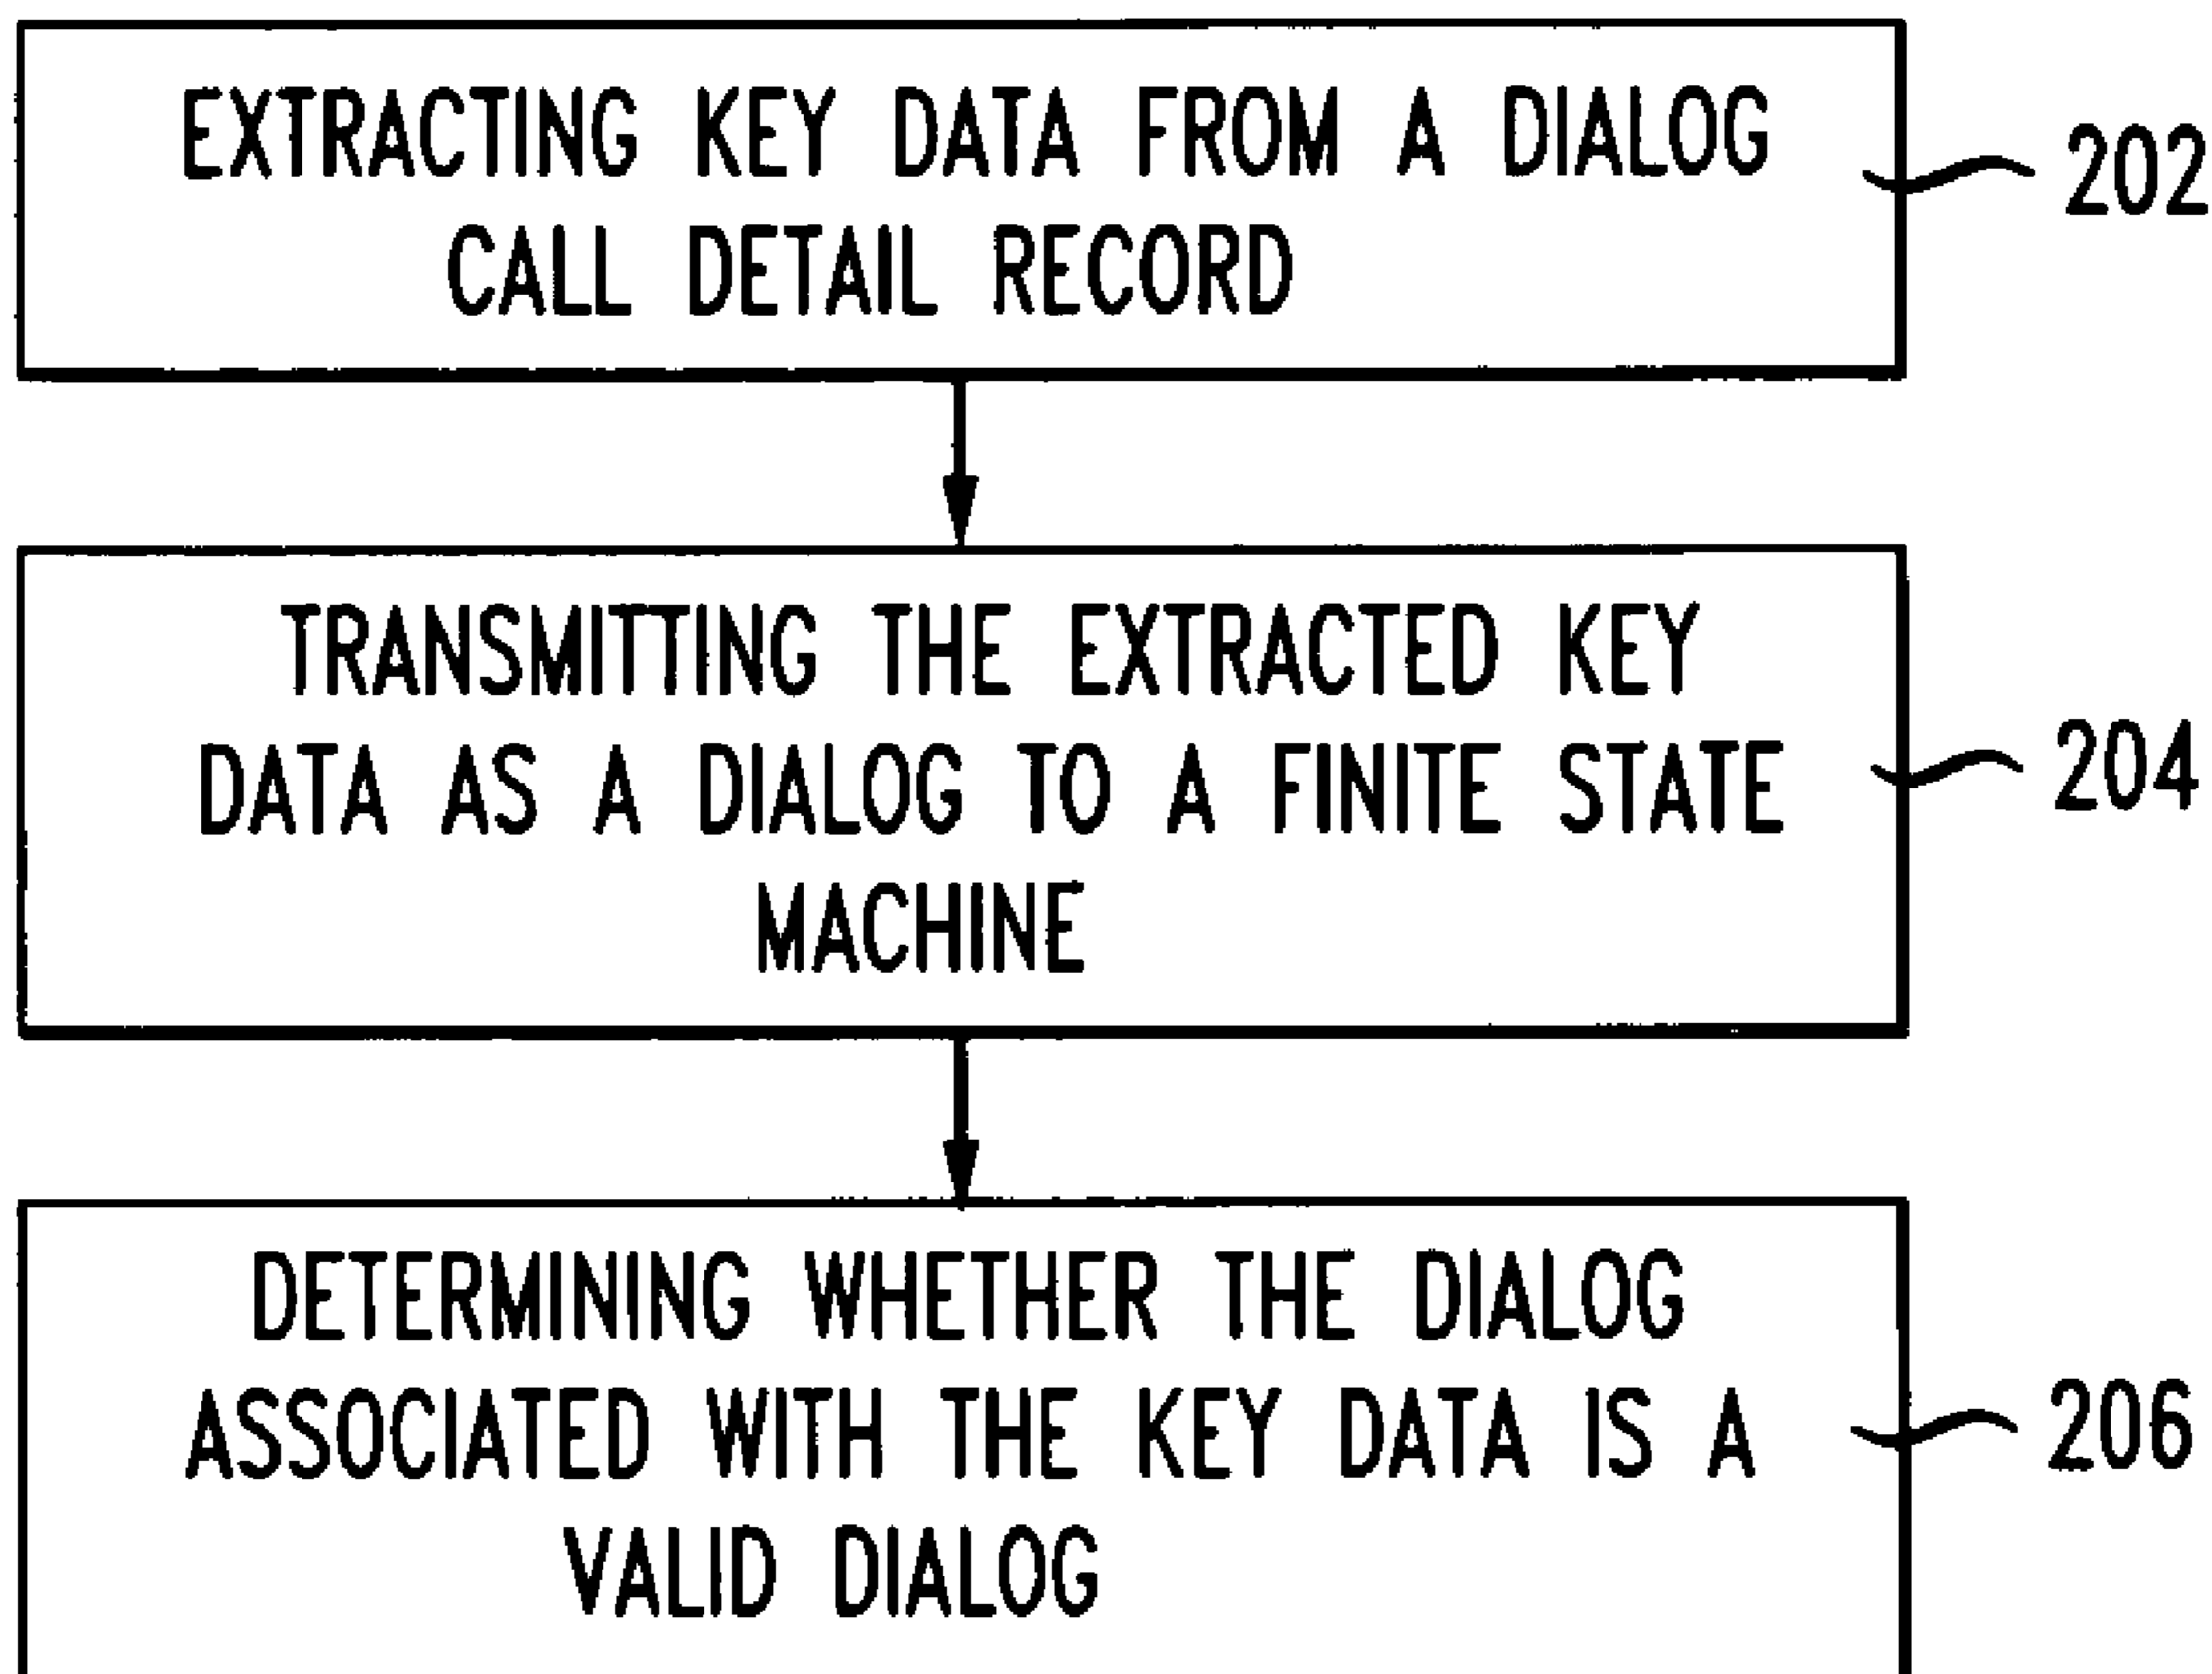 EXTRACTING KEY DATA FROM A DIALOG
CALL DETAIL RECORD
202
TRANSMITTING THE EXTRACTED KEY
DATA AS A DIALOG TO A FINITE STATE
MACHINE
204
DETERMINING WHETHER THE DIALOG
ASSOCIATED WITH THE KEY DATA IS A
VALID DIALOG
206